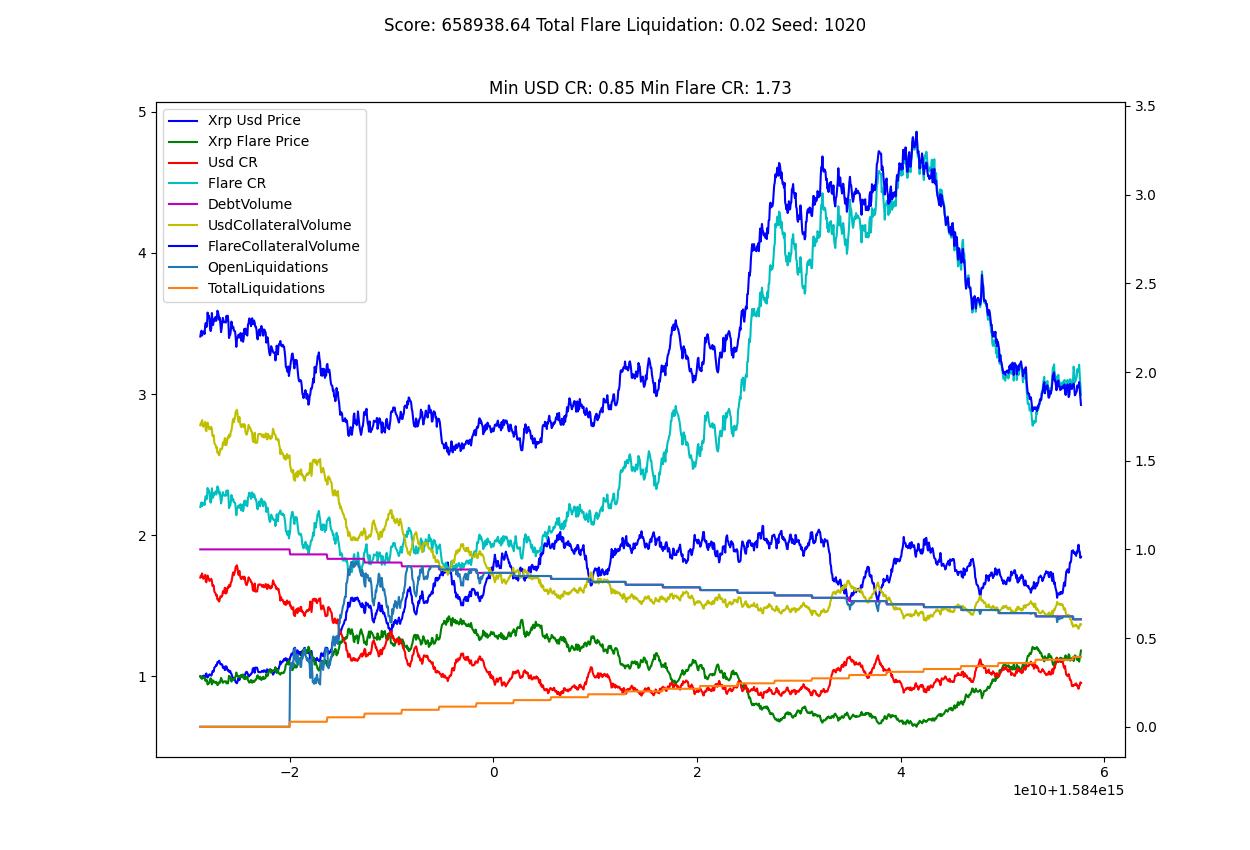 Score: 658938.64 Total Flare Liquidation: 0.02 Seed: 1020
Min USD CR: 0.85 Min Flare CR: 1.73
Xrp Usd Price
Xrp Flare Price
Usd CR
Flare CR
DebtVolume
UsdCollateralVolume
FlareCollateralVolume
OpenLiquidations
TotalLiquidations
5
4
3
2
1
3.5
3.0
2.5
2.0
1.5
1.0
0.5
0.0
−2 0 2 4 6
1e10+1.584e15